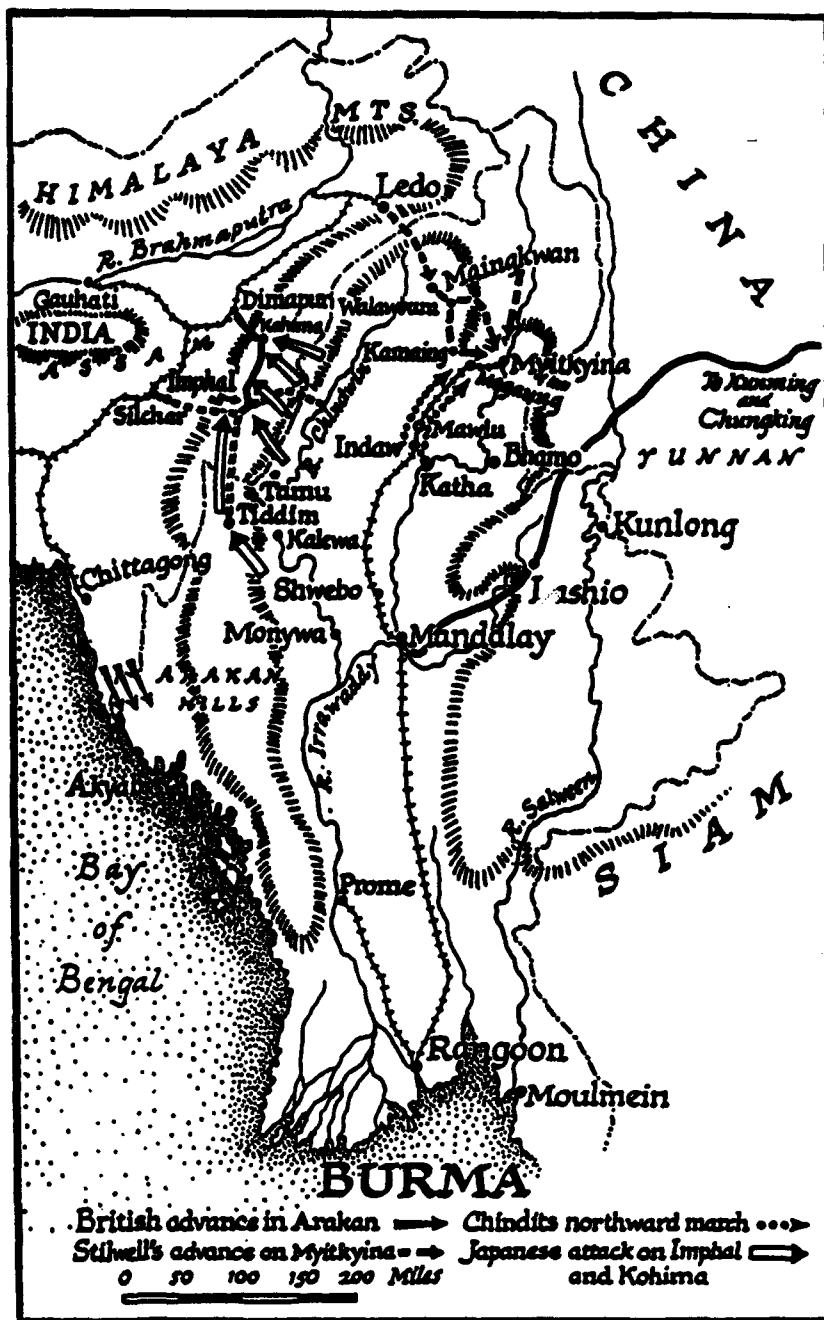 CHINA
HIMALAYA MTS.
Ledo
R. Brahmaputra
Gauhati
INDIA
ASSAM
Dimapur
Kohima
Walawbum
Maingkwan
Imphal
Silchar
Kamaing
Myitkyina
Mogaung
R. Chindwin
To Kunming
and
Chungking
Mawlu
Indaw
Katha
Bhamo
YUNNAN
Tamu
Tiddim
Kalewa
Kunlong
Chittagong
Shwebo
Lashio
Monywa
Mandalay
ARAKAN
HILLS
R. Irrawaddy
Akyab
R. Salween
SIAM
Bay
of
Bengal
Prome
Rangoon
Moulmein
BURMA
British advance in Arakan
Chindits northward march
Stilwell's advance on Myitkyina
Japanese attack on Imphal
and Kohima
0 50 100 150 200 Miles